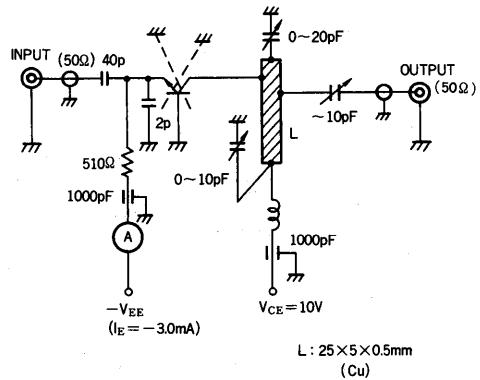 INPUT
(50Ω)
40p
2p
510Ω
1000pF
A
−VEE
(IE=−3.0mA)
0~20pF
L
0~10pF
~10pF
OUTPUT
(50Ω)
1000pF
VCE=10V
L : 25×5×0.5mm
(Cu)